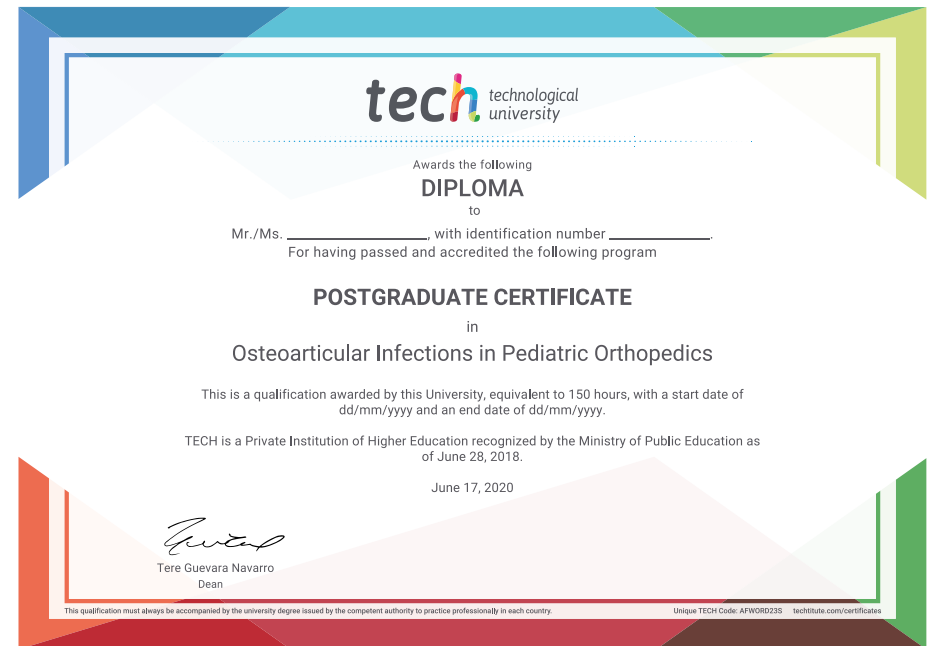 tech technological
university
Awards the following
DIPLOMA
to
Mr./Ms. ____________________, with identification number ______________.
For having passed and accredited the following program
POSTGRADUATE CERTIFICATE
in
Osteoarticular Infections in Pediatric Orthopedics
This is a qualification awarded by this University, equivalent to 150 hours, with a start date of
dd/mm/yyyy and an end date of dd/mm/yyyy.
TECH is a Private Institution of Higher Education recognized by the Ministry of Public Education as
of June 28, 2018.
June 17, 2020
Tere Guevara Navarro
Dean
This qualification must always be accompanied by the university degree issued by the competent authority to practice professionally in each country. Unique TECH Code: AFWORD23S techtitute.com/certificates